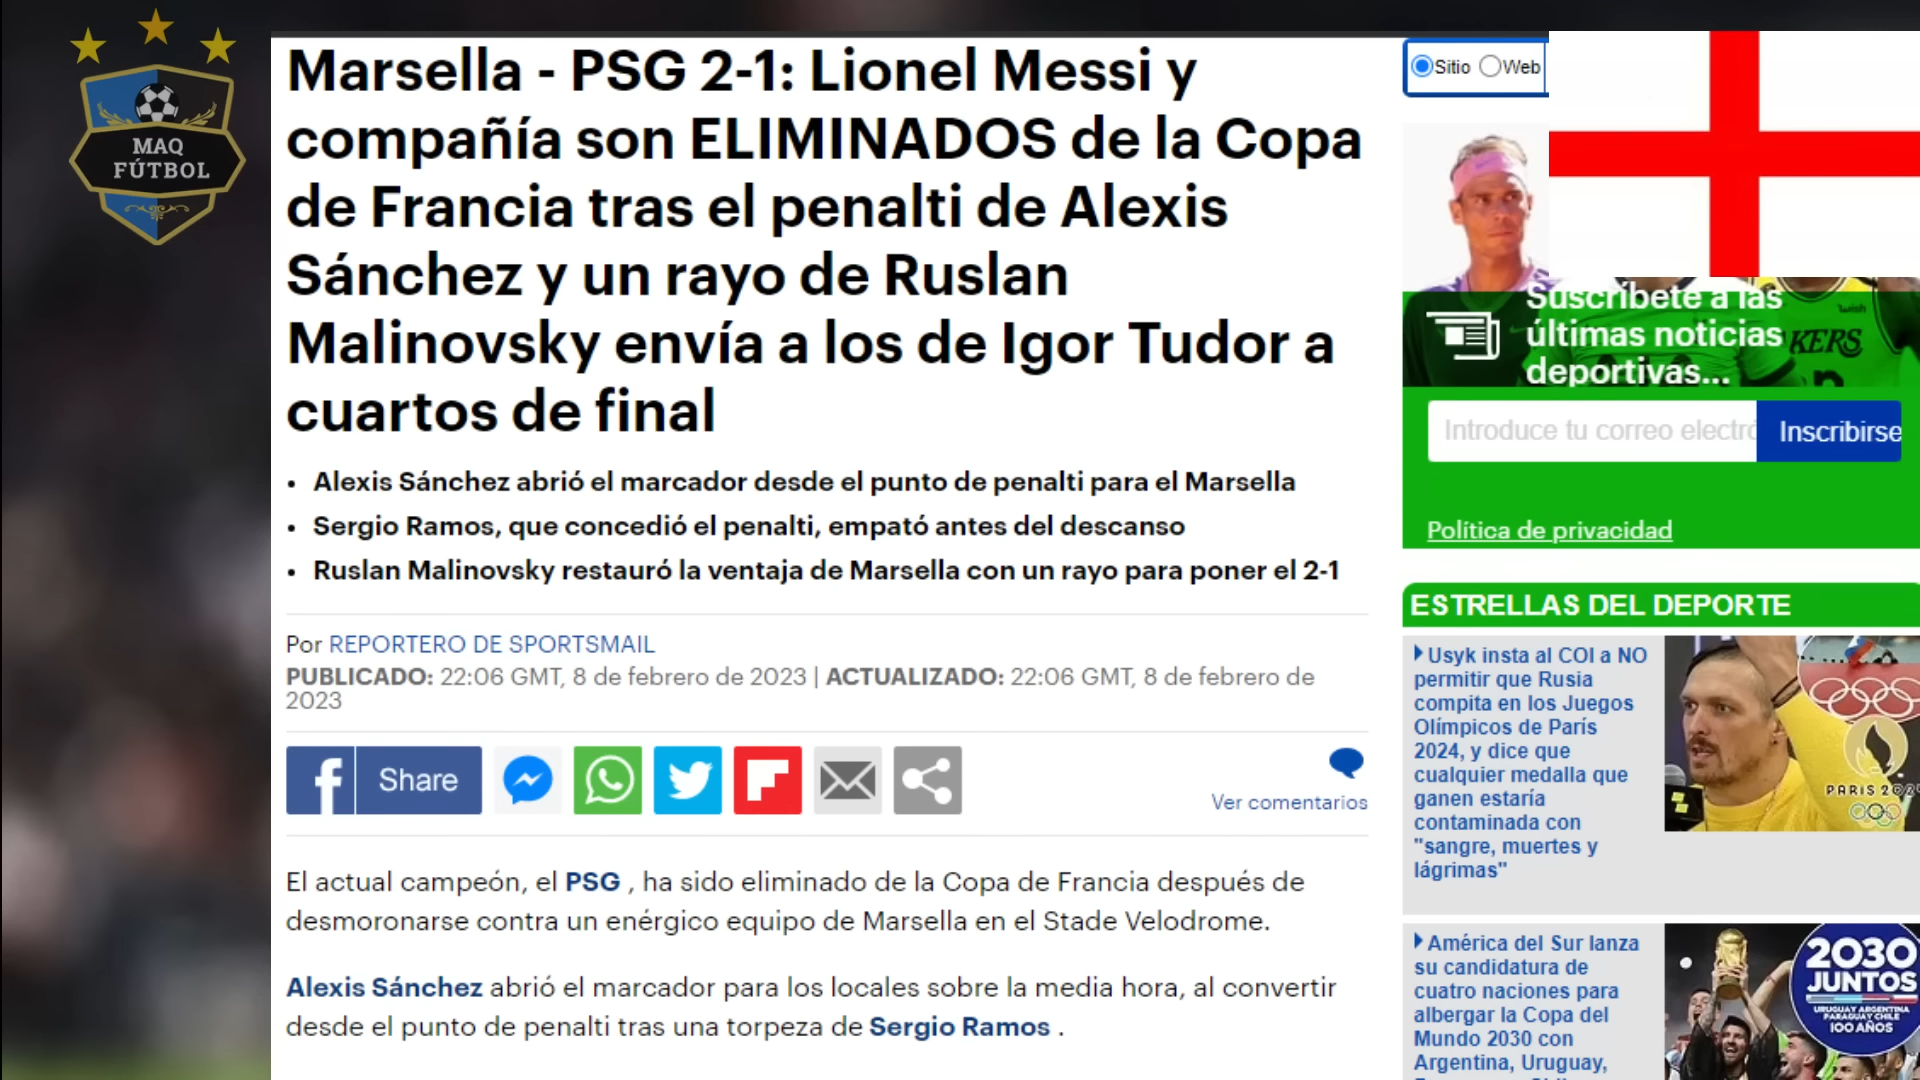 MAQ
FÚTBOL
Marsella - PSG 2-1: Lionel Messi y
compañía son ELIMINADOS de la Copa
de Francia tras el penalti de Alexis
Sánchez y un rayo de Ruslan
Malinovsky envía a los de Igor Tudor a
cuartos de final
• Alexis Sánchez abrió el marcador desde el punto de penalti para el Marsella
• Sergio Ramos, que concedió el penalti, empató antes del descanso
• Ruslan Malinovsky restauró la ventaja de Marsella con un rayo para poner el 2-1
Por REPORTERO DE SPORTSMAIL
PUBLICADO: 22:06 GMT, 8 de febrero de 2023 | ACTUALIZADO: 22:06 GMT, 8 de febrero de
2023
Share
Ver comentarios
El actual campeón, el PSG , ha sido eliminado de la Copa de Francia después de
desmoronarse contra un enérgico equipo de Marsella en el Stade Velodrome.
Alexis Sánchez abrió el marcador para los locales sobre la media hora, al convertir
desde el punto de penalti tras una torpeza de Sergio Ramos .
Sitio Web
Suscríbete a las
últimas noticias
deportivas...
wish
KERS
Introduce tu correo electró
Inscribirse
Política de privacidad
ESTRELLAS DEL DEPORTE
Usyk insta al COI a NO
permitir que Rusia
compita en los Juegos
Olímpicos de París
2024, y dice que
cualquier medalla que
ganen estaría
contaminada con
"sangre, muertes y
lágrimas"
PARIS 202
América del Sur lanza
su candidatura de
cuatro naciones para
albergar la Copa del
Mundo 2030 con
Argentina, Uruguay,
2030
JUNTOS
URUGUAY ARGENTINA
PARAGUAY CHILE
100 AÑOS